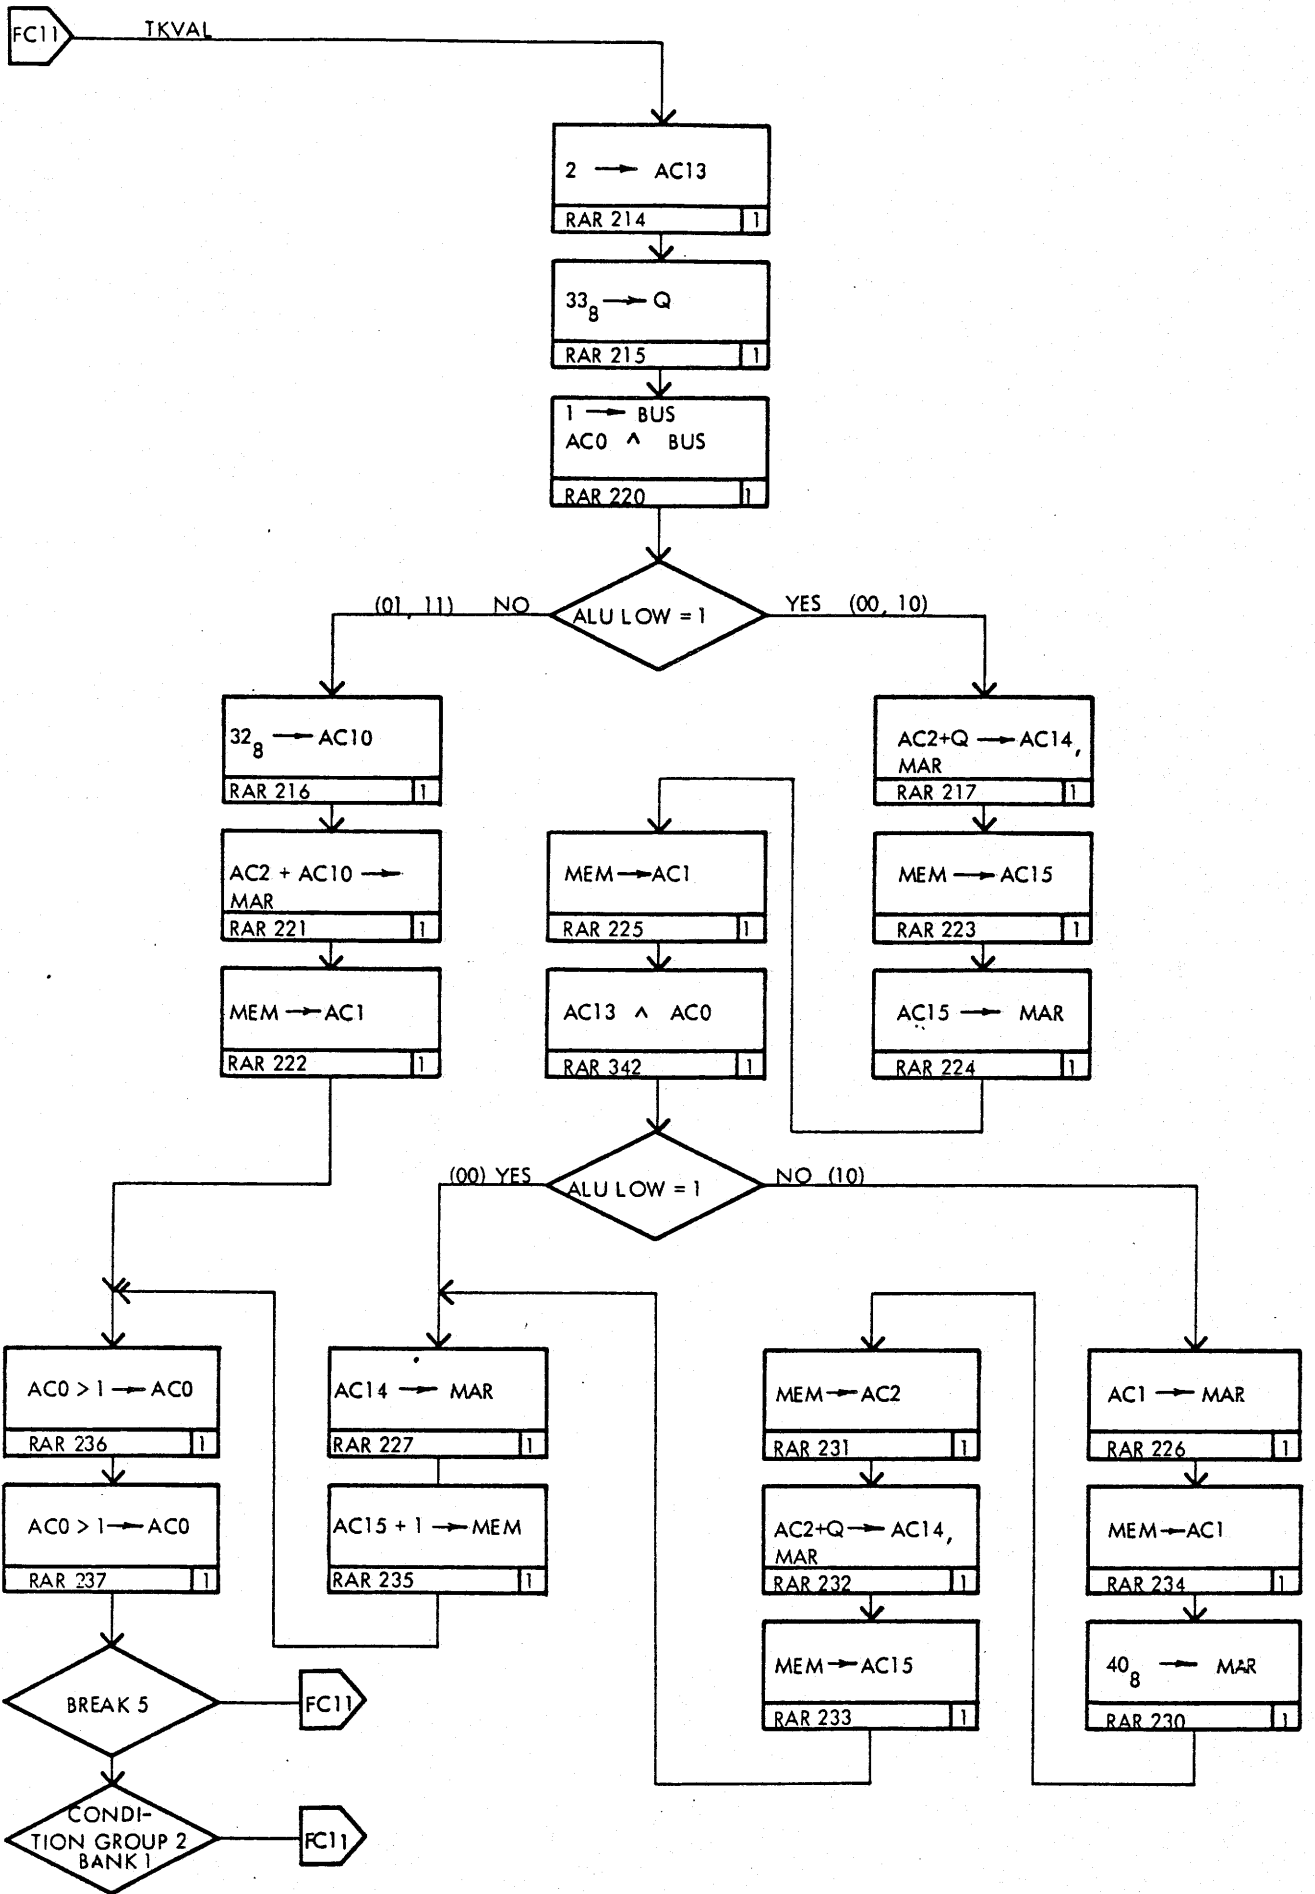 FC11
TKVAL
2 → AC13
RAR 214 1
33₈ → Q
RAR 215 1
1 → BUS
AC0 ∧ BUS
RAR 220 1
(01, 11) NO
ALU LOW = 1
YES (00, 10)
32₈ → AC10
RAR 216 1
AC2+Q → AC14,
MAR
RAR 217 1
AC2 + AC10 →
MAR
RAR 221 1
MEM → AC1
RAR 225 1
MEM → AC15
RAR 223 1
MEM → AC1
RAR 222 1
AC13 ∧ AC0
RAR 342 1
AC15 → MAR
RAR 224 1
(00) YES
ALU LOW = 1
NO (10)
AC0 > 1 → AC0
RAR 236 1
AC14 → MAR
RAR 227 1
MEM → AC2
RAR 231 1
AC1 → MAR
RAR 226 1
AC0 > 1 → AC0
RAR 237 1
AC15 + 1 → MEM
RAR 235 1
AC2+Q → AC14,
MAR
RAR 232 1
MEM → AC1
RAR 234 1
MEM → AC15
RAR 233 1
40₈ → MAR
RAR 230 1
BREAK 5
FC11
CONDI-
TION GROUP 2
BANK 1
FC11